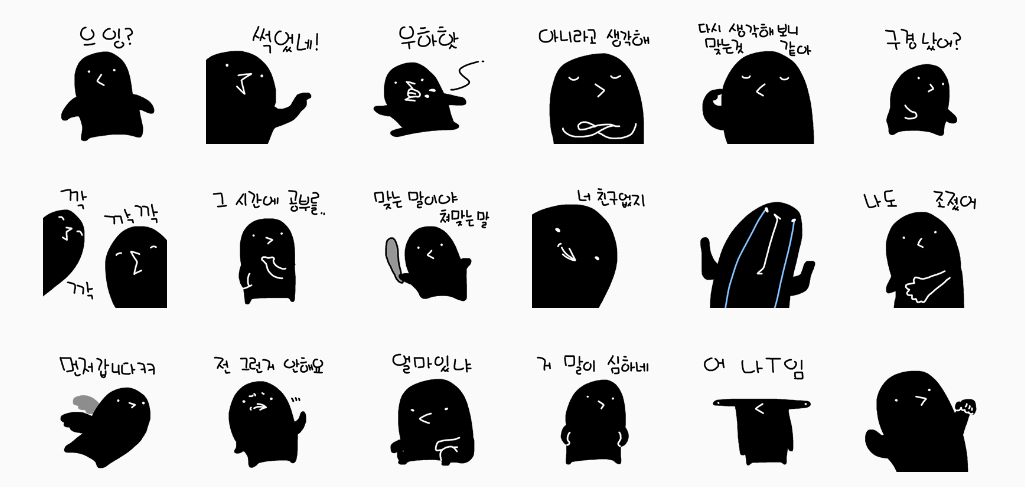 으잉?
썩었네!
우하핫
아니라고 생각해
다시 생각해보니
맞는것 같아
구경 났어?
깍
깍깍
깍
그 시간에 공부를..
맞는 말이야
쳐맞는말
너 친구없지
나도 조졌어
먼저갑니다ㅋㅋ
전 그런거 안해요
열마있냐
거 말이 심하네
어 나 T임